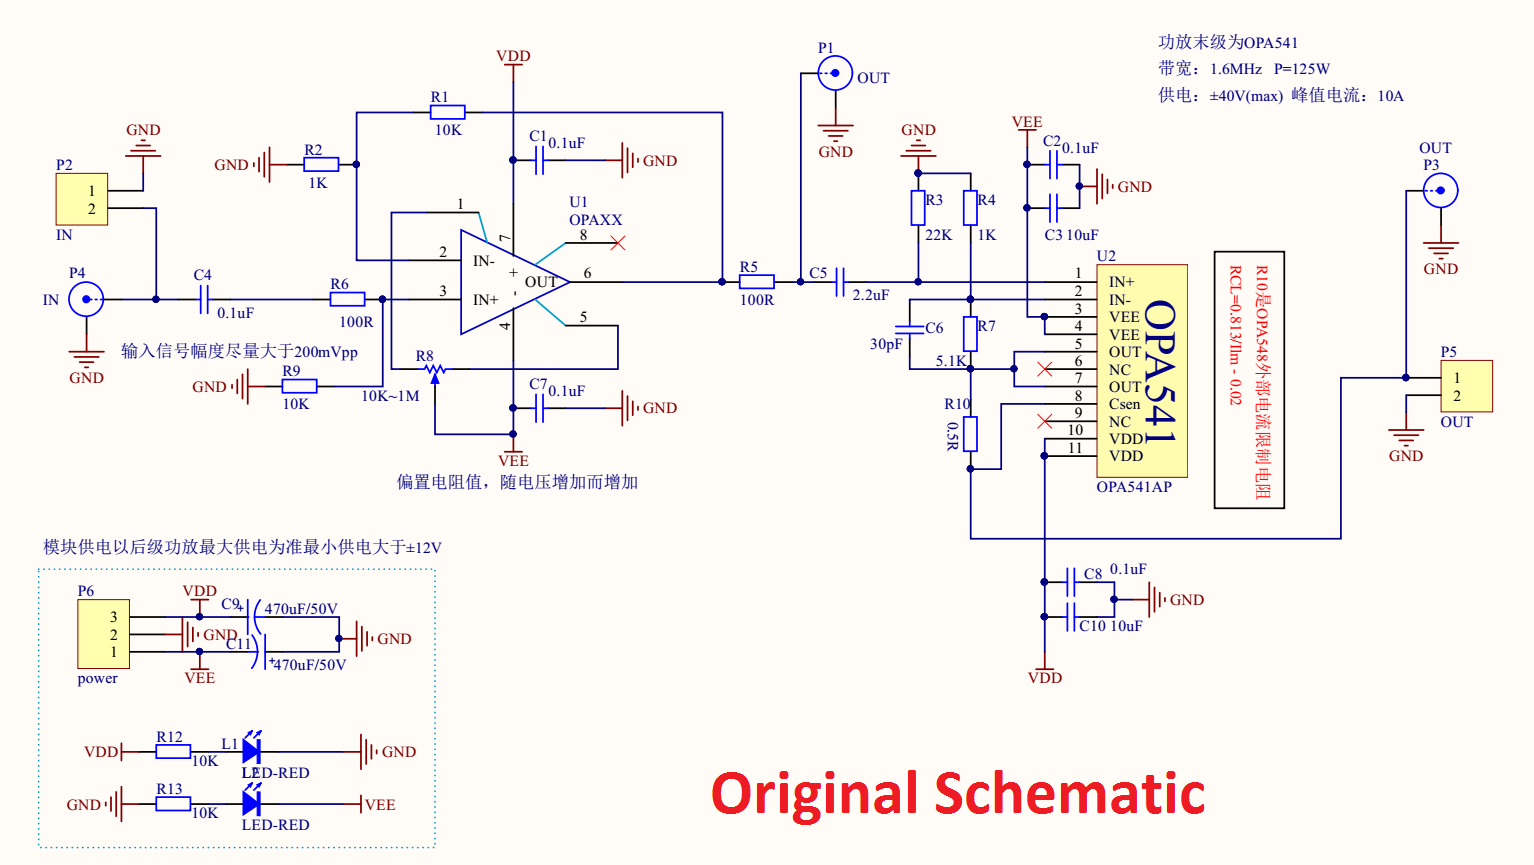 功放末级为OPA541
带宽：1.6MHz P=125W
供电：±40V(max) 峰值电流：10A
VDD
P1
OUT
GND
R1
10K
GND
R2
1K
C1
0.1uF
GND
P2
1
2
IN
GND
P4
IN
GND
C4
0.1uF
R6
100R
输入信号幅度尽量大于200mVpp
GND
R9
10K
U1
OPAXX
1
2
3
4
5
6
7
8
IN-
IN+
+
-
OUT
R8
10K~1M
C7
0.1uF
GND
VEE
偏置电阻值，随电压增加而增加
R5
100R
C5
2.2uF
GND
R3
22K
R4
1K
VEE
C2
0.1uF
GND
C3 10uF
C6
30pF
R7
5.1K
R10
0.5R
U2
1 IN+
2 IN-
3 VEE
4 VEE
5 OUT
6 NC
7 OUT
8 Csen
9 NC
10 VDD
11 VDD
OPA541
OPA541AP
R10是OPA548外部电流限制电阻
RCL=0.813/Ilm - 0.02
OUT
P3
GND
P5
1
2
OUT
GND
C8
0.1uF
GND
C10 10uF
VDD
模块供电以后级功放最大供电为准最小供电大于±12V
P6
3
2
1
power
VDD
GND
VEE
C9
+
470uF/50V
C11
+
470uF/50V
GND
VDD
R12
10K
L1
LED-RED
GND
GND
R13
10K
L2
LED-RED
VEE
Original Schematic